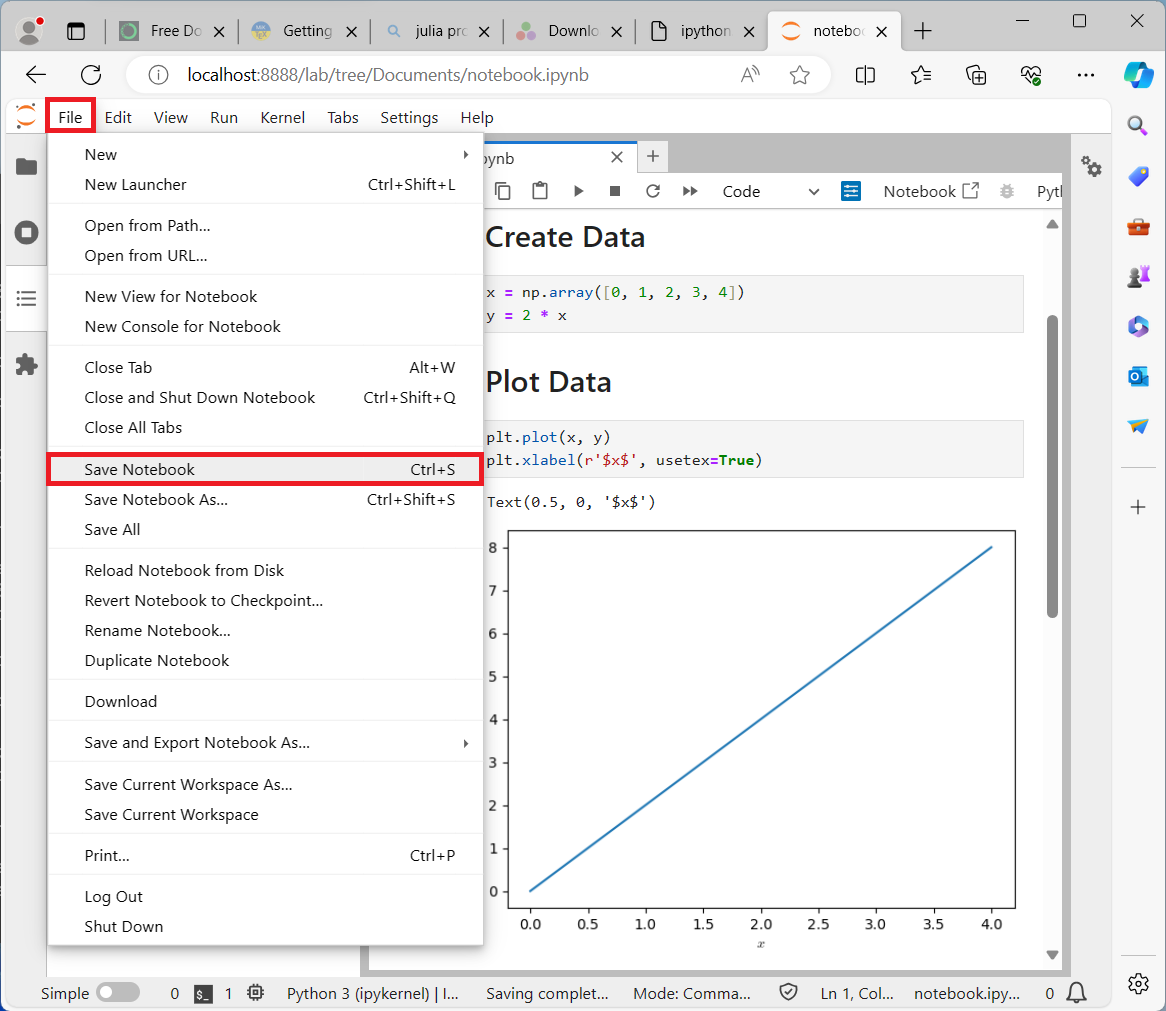 Free Do
Getting
julia pro
Downlo
ipython
noteboo
localhost:8888/lab/tree/Documents/notebook.ipynb
File Edit View Run Kernel Tabs Settings Help
New
New Launcher Ctrl+Shift+L
Open from Path...
Open from URL...
New View for Notebook
New Console for Notebook
Close Tab Alt+W
Close and Shut Down Notebook Ctrl+Shift+Q
Close All Tabs
Save Notebook Ctrl+S
Save Notebook As... Ctrl+Shift+S
Save All
Reload Notebook from Disk
Revert Notebook to Checkpoint...
Rename Notebook...
Duplicate Notebook
Download
Save and Export Notebook As...
Save Current Workspace As...
Save Current Workspace
Print... Ctrl+P
Log Out
Shut Down
ynb
Code Notebook Pyth
Create Data
x = np.array([0, 1, 2, 3, 4])
y = 2 * x
Plot Data
plt.plot(x, y)
plt.xlabel(r'$x$', usetex=True)
Text(0.5, 0, '$x$')
8
7
6
5
4
3
2
1
0
0.0 0.5 1.0 1.5 2.0 2.5 3.0 3.5 4.0
x
Simple 0 $_ 1 Python 3 (ipykernel) | I... Saving complet... Mode: Comma... Ln 1, Col... notebook.ipy... 0